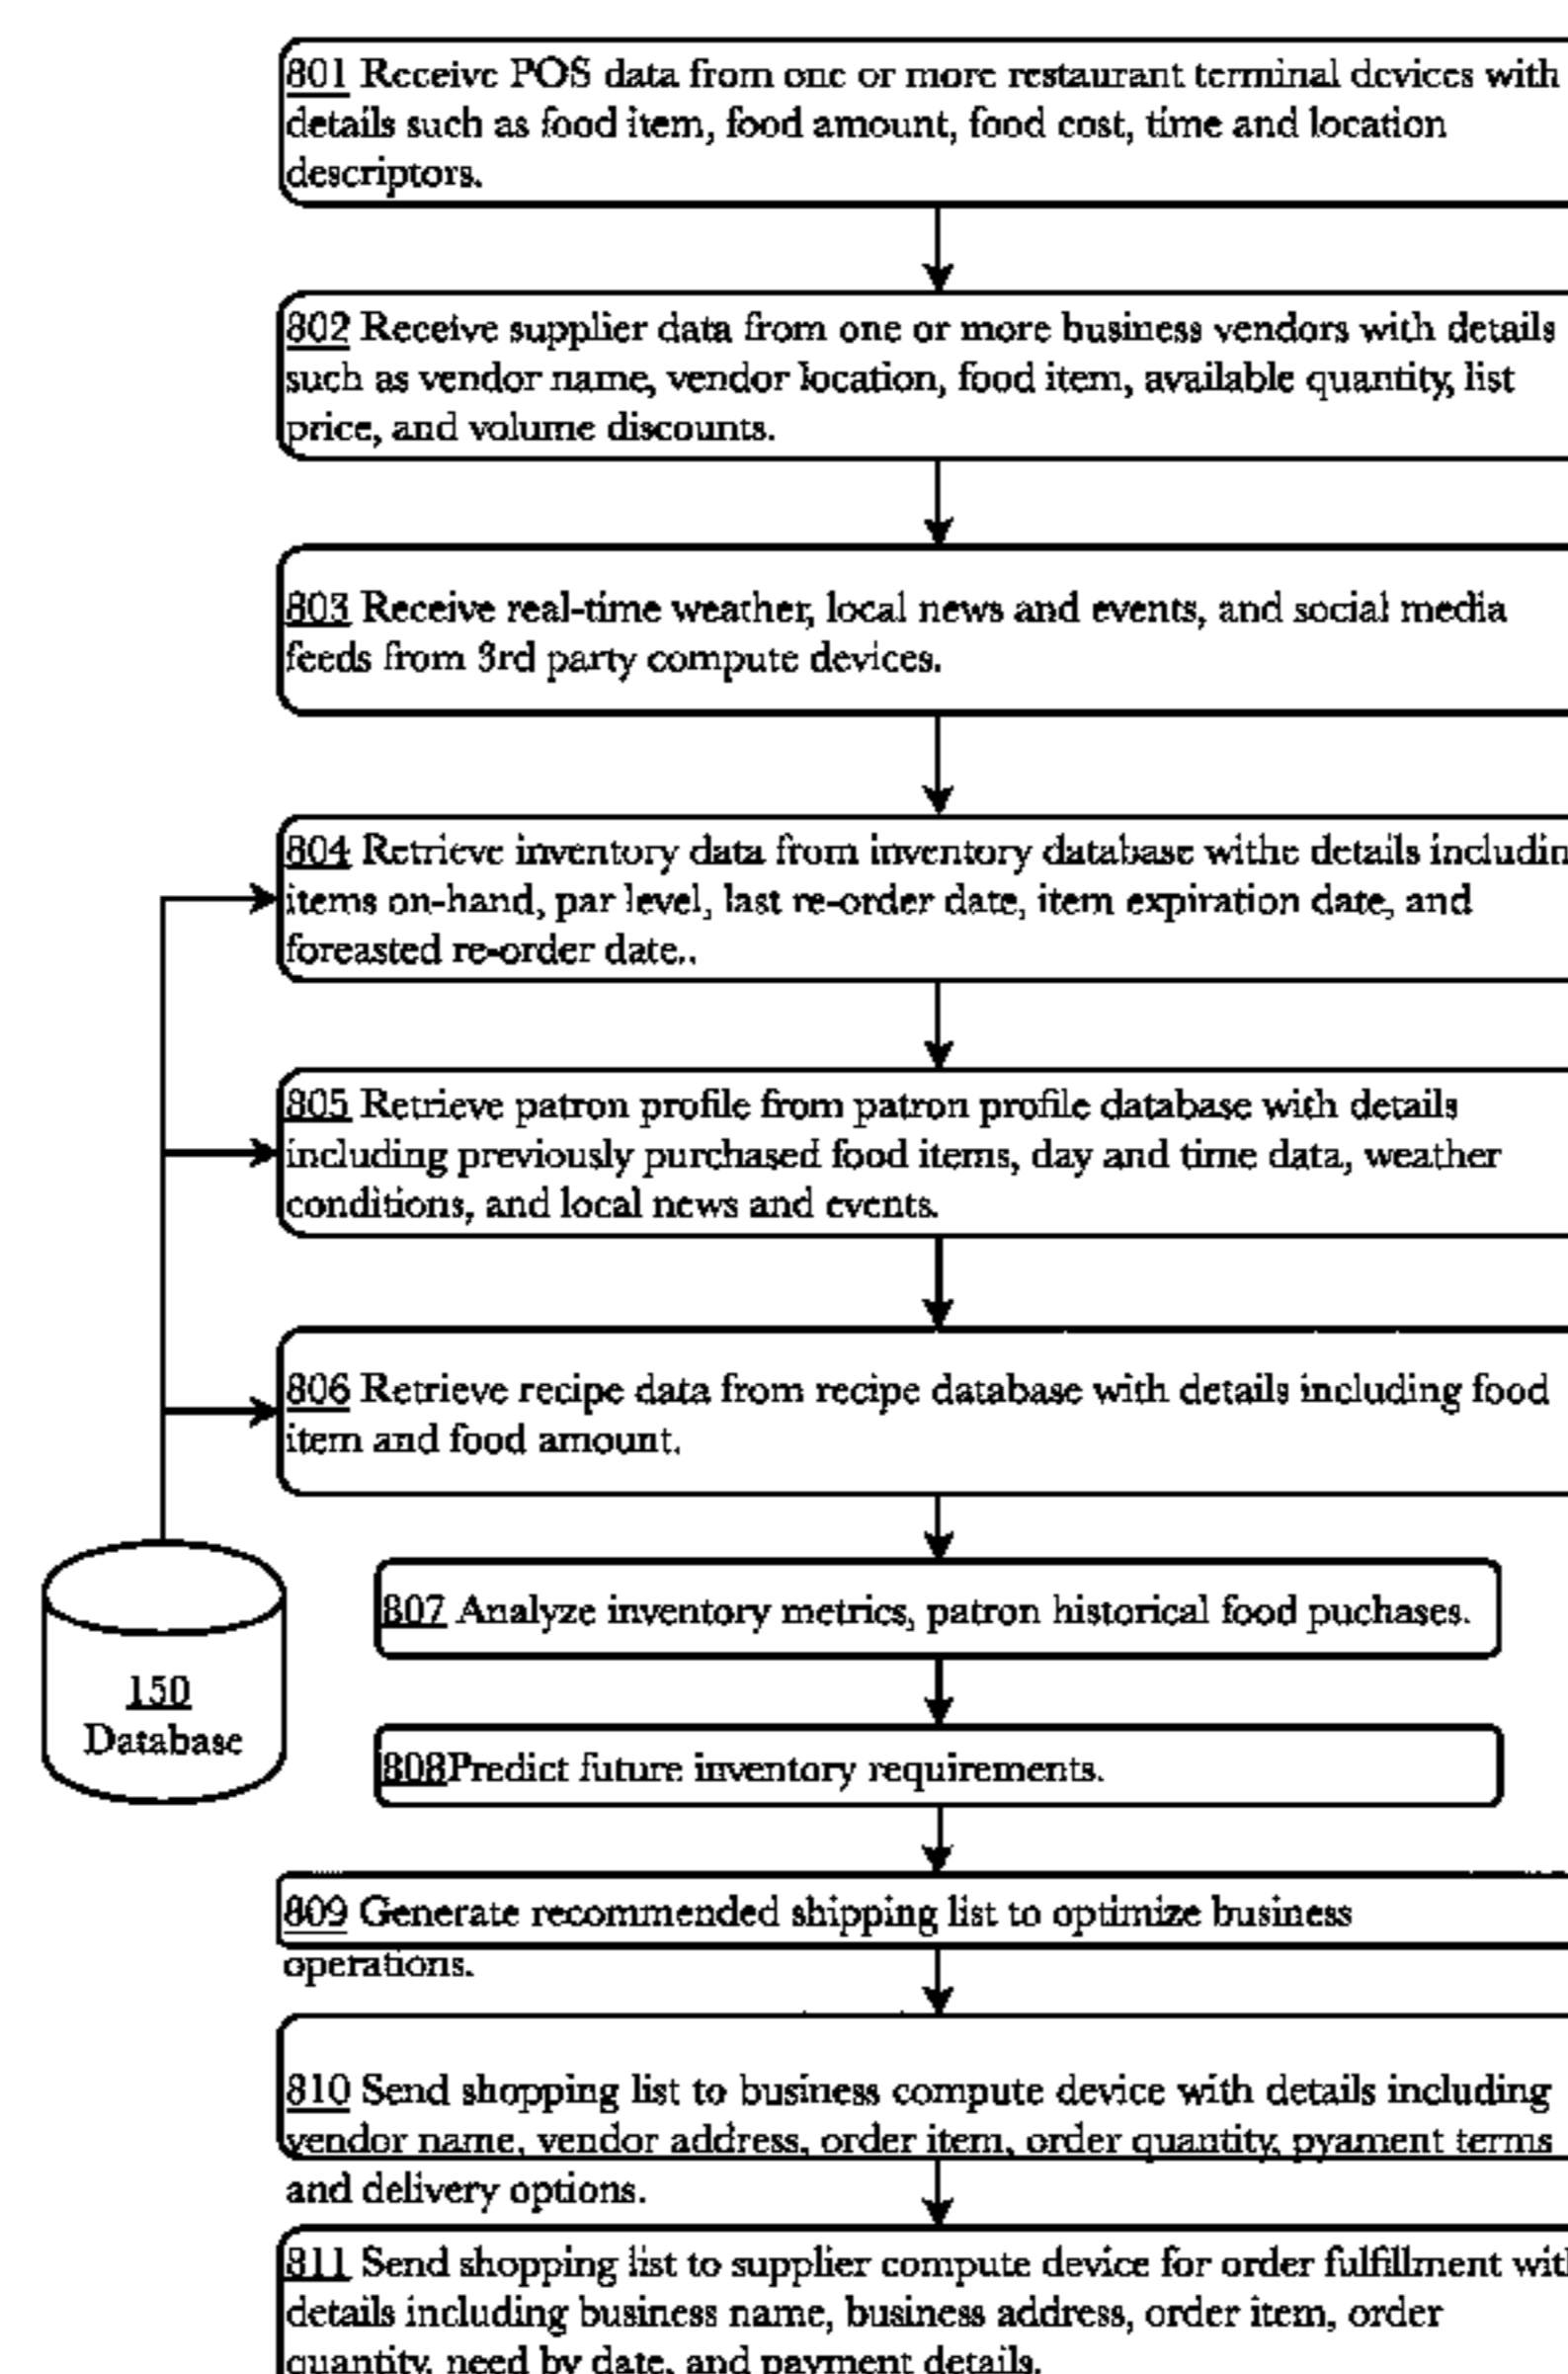 801 Receive POS data from one or more restaurant terminal devices with
details such as food item, food amount, food cost, time and location
descriptors.
802 Receive supplier data from one or more business vendors with details
such as vendor name, vendor location, food item, available quantity, list
price, and volume discounts.
803 Receive real-time weather, local news and events, and social media
feeds from 3rd party compute devices.
804 Retrieve inventory data from inventory database withe details includin
items on-hand, par level, last re-order date, item expiration date, and
foreasted re-order date..
805 Retrieve patron profile from patron profile database with details
including previously purchased food items, day and time data, weather
conditions, and local news and events.
806 Retrieve recipe data from recipe database with details including food
item and food amount.
807 Analyze inventory metrics, patron historical food puchases.
150
Database
808Predict future inventory requirements.
809 Generate recommended shipping list to optimize business
operations.
810 Send shopping list to business compute device with details including
vendor name, vendor address, order item, order quantity, pyament terms
and delivery options.
811 Send shopping list to supplier compute device for order fulfillment wit
details including business name, business address, order item, order
quantity, need by date, and payment details.